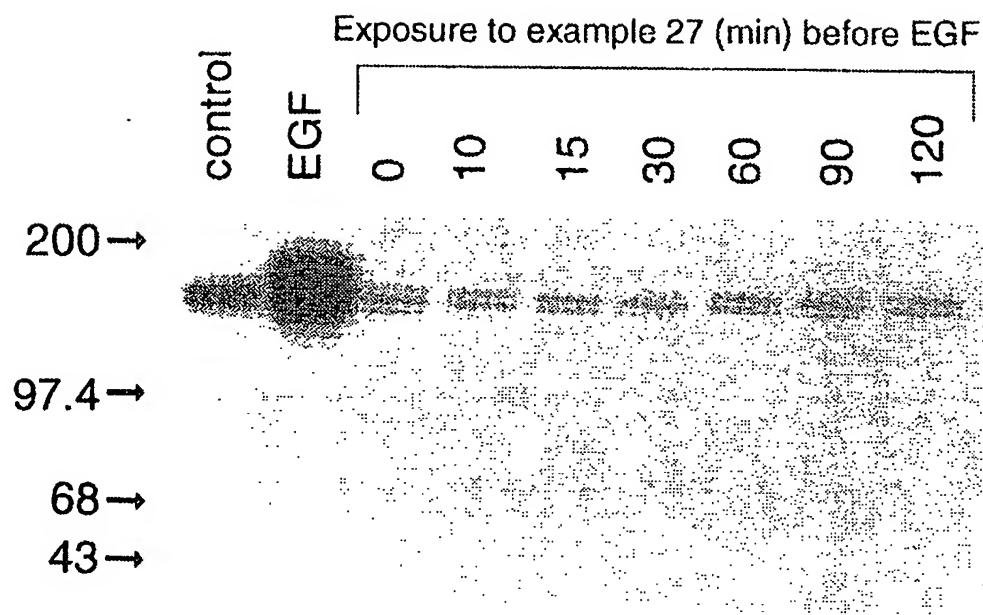 Exposure to example 27 (min) before EGF
control EGF 0 10 15 30 60 90 120
200→
97.4→
68→
43→